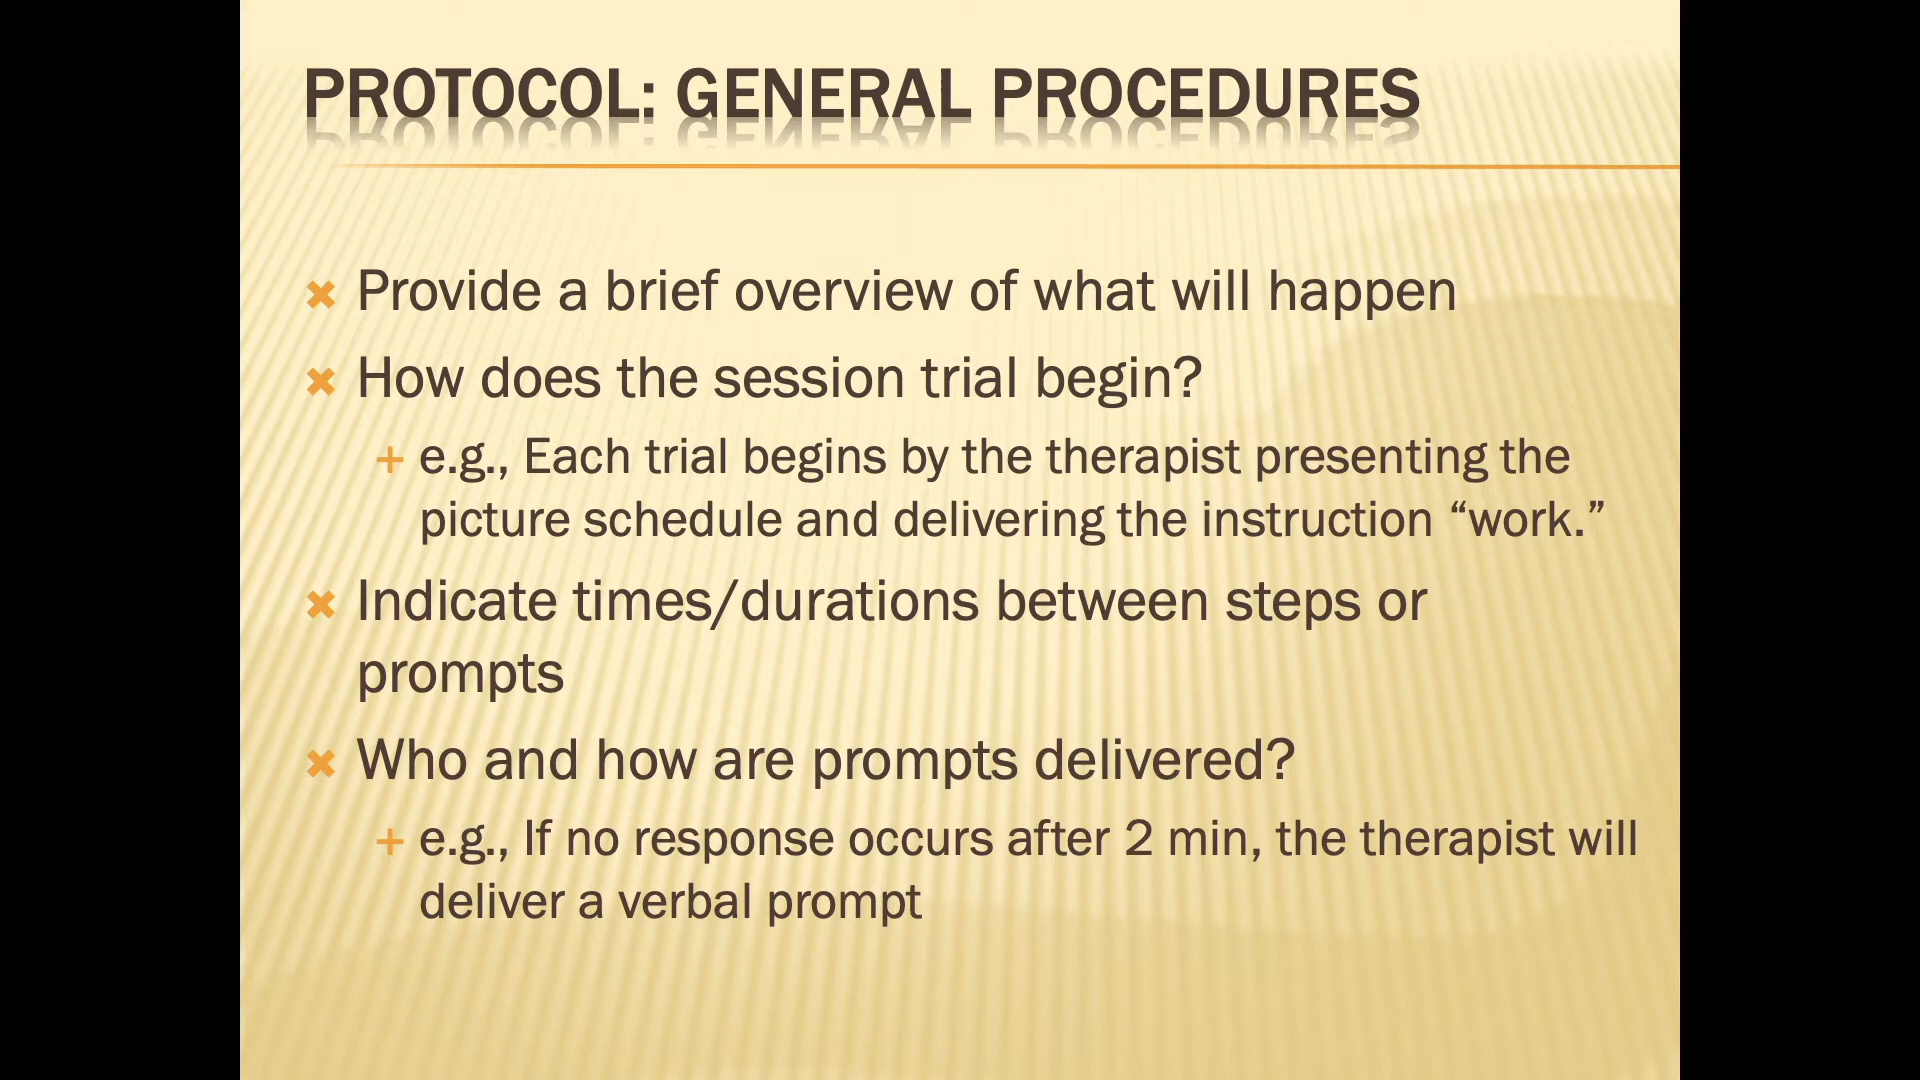 PROTOCOL: GENERAL PROCEDURES
Provide a brief overview of what will happen
How does the session trial begin?
e.g., Each trial begins by the therapist presenting the
picture schedule and delivering the instruction “work.”
Indicate times/durations between steps or
prompts
Who and how are prompts delivered?
e.g., If no response occurs after 2 min, the therapist will
deliver a verbal prompt